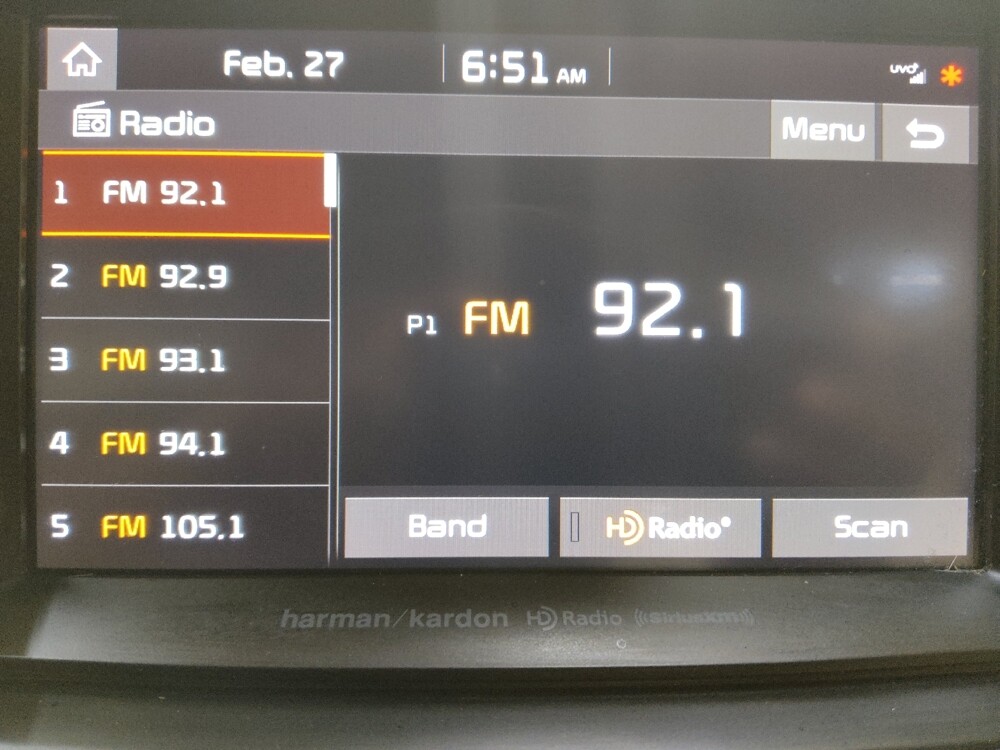 Feb. 27 6:51 AM UVO
Radio Menu
1 FM 92.1
2 FM 92.9
3 FM 93.1
4 FM 94.1
5 FM 105.1
P1 FM 92.1
Band HD Radio® Scan
harman/kardon HD Radio ((SiriusXM))